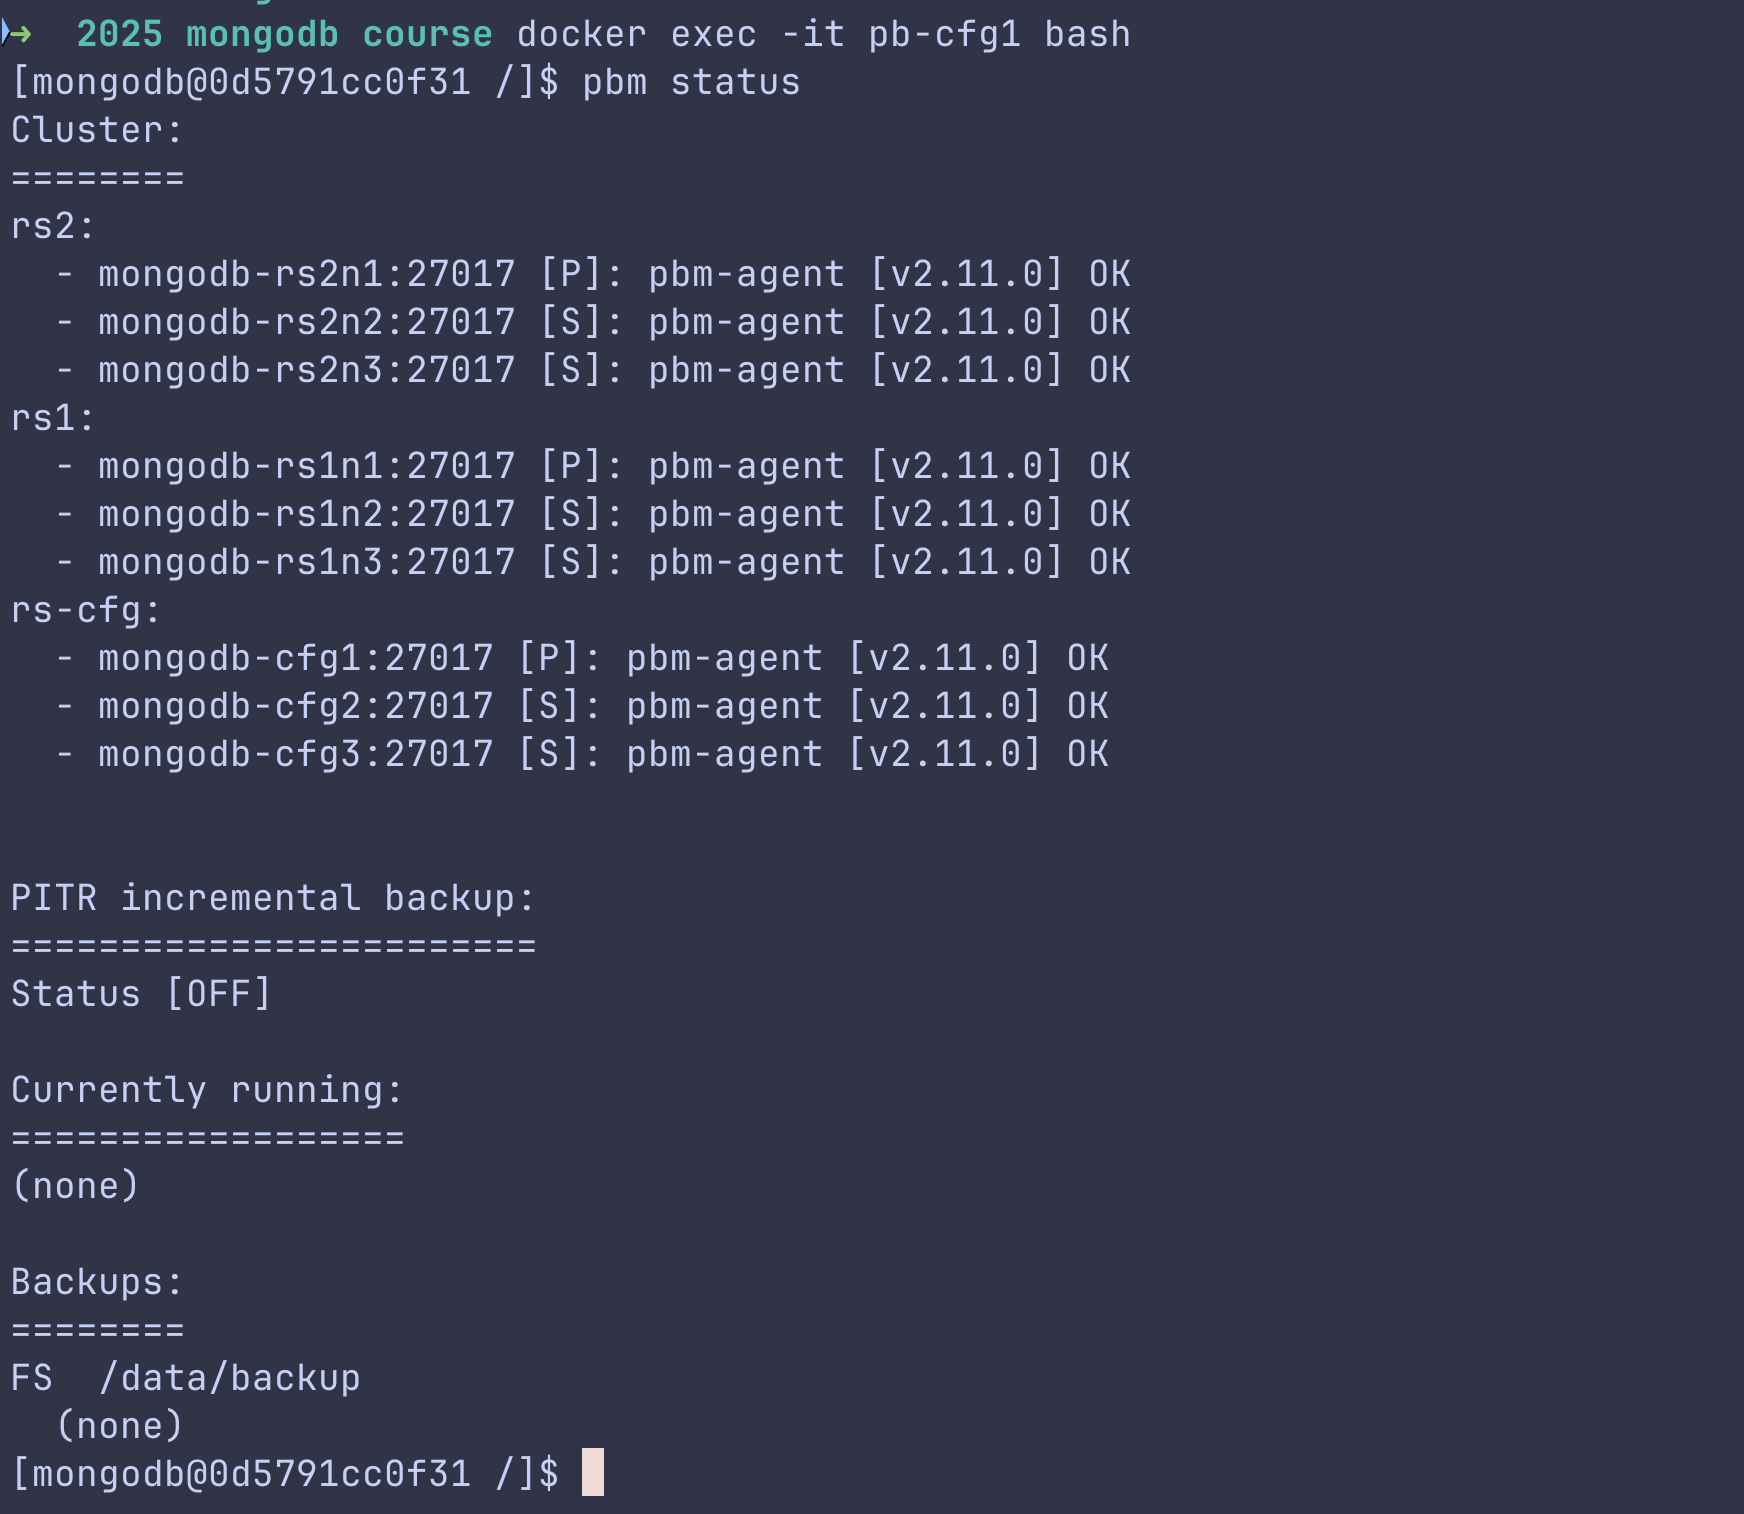 ➜  2025 mongodb course docker exec -it pb-cfg1 bash
[mongodb@0d5791cc0f31 /]$ pbm status
Cluster:
========
rs2:
  - mongodb-rs2n1:27017 [P]: pbm-agent [v2.11.0] OK
  - mongodb-rs2n2:27017 [S]: pbm-agent [v2.11.0] OK
  - mongodb-rs2n3:27017 [S]: pbm-agent [v2.11.0] OK
rs1:
  - mongodb-rs1n1:27017 [P]: pbm-agent [v2.11.0] OK
  - mongodb-rs1n2:27017 [S]: pbm-agent [v2.11.0] OK
  - mongodb-rs1n3:27017 [S]: pbm-agent [v2.11.0] OK
rs-cfg:
  - mongodb-cfg1:27017 [P]: pbm-agent [v2.11.0] OK
  - mongodb-cfg2:27017 [S]: pbm-agent [v2.11.0] OK
  - mongodb-cfg3:27017 [S]: pbm-agent [v2.11.0] OK
PITR incremental backup:
========================
Status [OFF]
Currently running:
==================
(none)
Backups:
========
FS  /data/backup
  (none)
[mongodb@0d5791cc0f31 /]$